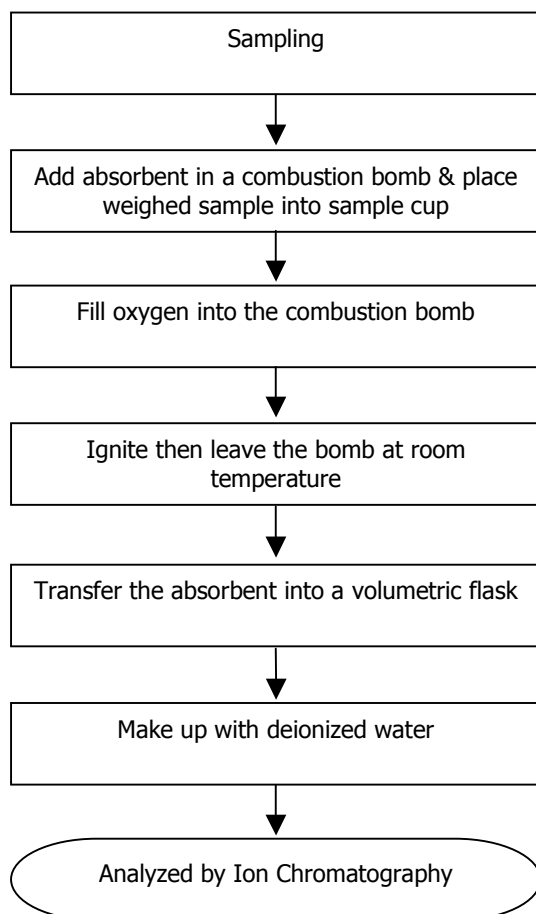 Sampling
Add absorbent in a combustion bomb & place
weighed sample into sample cup
Fill oxygen into the combustion bomb
Ignite then leave the bomb at room
temperature
Transfer the absorbent into a volumetric flask
Make up with deionized water
Analyzed by Ion Chromatography